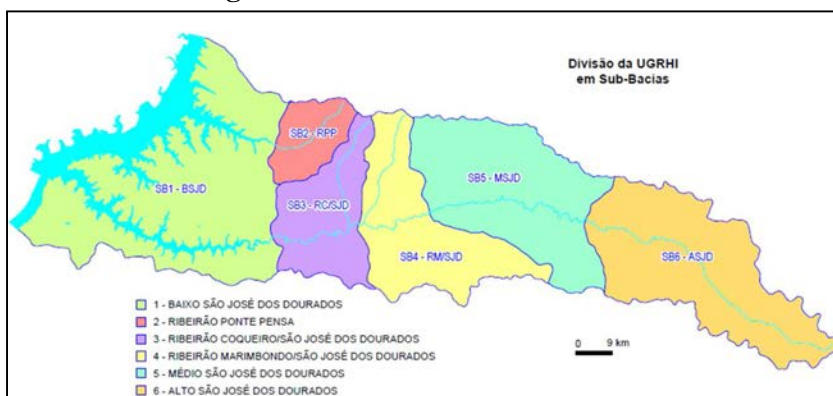 Divisão da UGRHI
em Sub-Bacias
SB2 - RPP
SB1 - BSJD
SB3 - RC/SJD
SB5 - MSJD
SB4 - RM/SJD
SB6 - ASJD
1 - BAIXO SÃO JOSÉ DOS DOURADOS
2 - RIBEIRÃO PONTE PENSA
3 - RIBEIRÃO COQUEIRO/SÃO JOSÉ DOS DOURADOS
4 - RIBEIRÃO MARIMBONDO/SÃO JOSÉ DOS DOURADOS
5 - MÉDIO SÃO JOSÉ DOS DOURADOS
6 - ALTO SÃO JOSÉ DOS DOURADOS
0 9 km